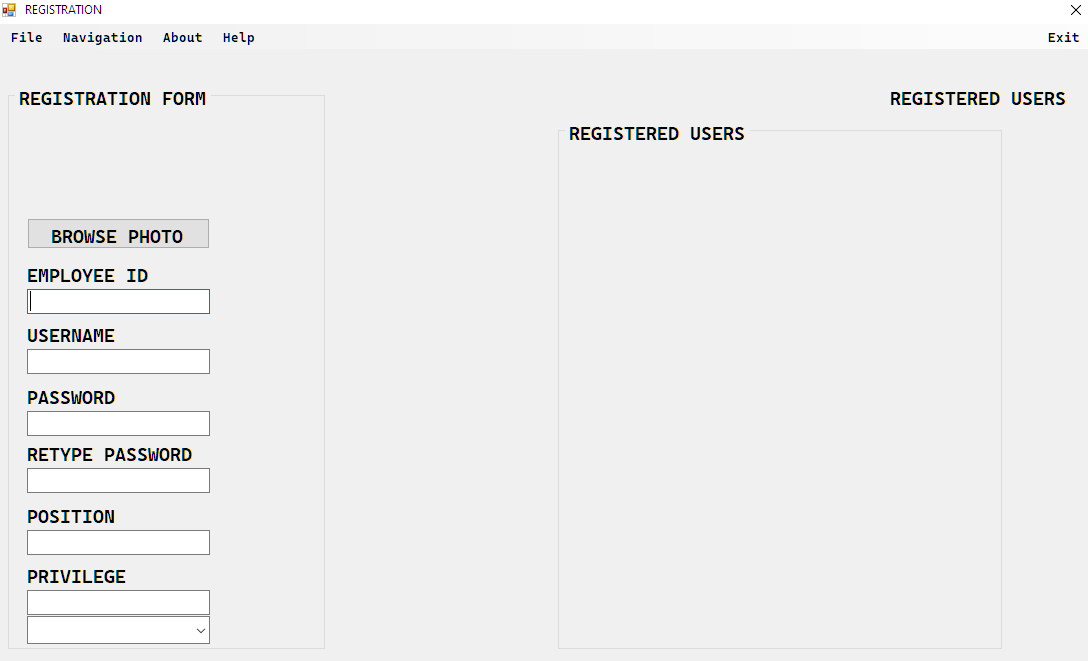 REGISTRATION
File Navigation About Help Exit
REGISTRATION FORM
REGISTERED USERS
REGISTERED USERS
BROWSE PHOTO
EMPLOYEE ID
USERNAME
PASSWORD
RETYPE PASSWORD
POSITION
PRIVILEGE